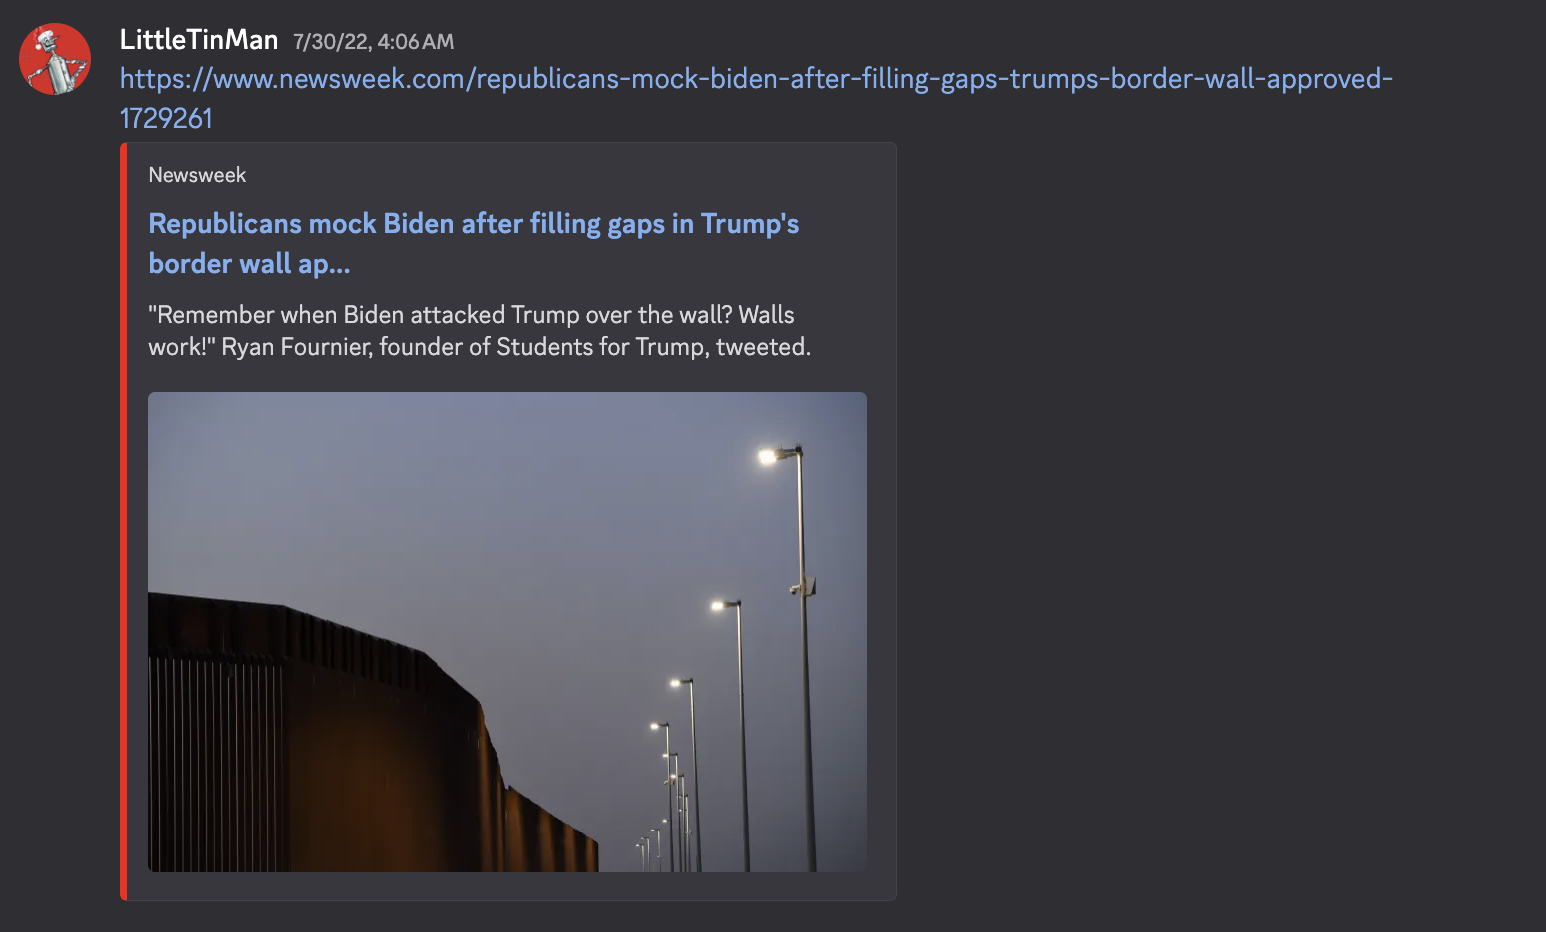 LittleTinMan 7/30/22, 4:06 AM
https://www.newsweek.com/republicans-mock-biden-after-filling-gaps-trumps-border-wall-approved-
1729261
Newsweek
Republicans mock Biden after filling gaps in Trump's
border wall ap...
"Remember when Biden attacked Trump over the wall? Walls
work!" Ryan Fournier, founder of Students for Trump, tweeted.